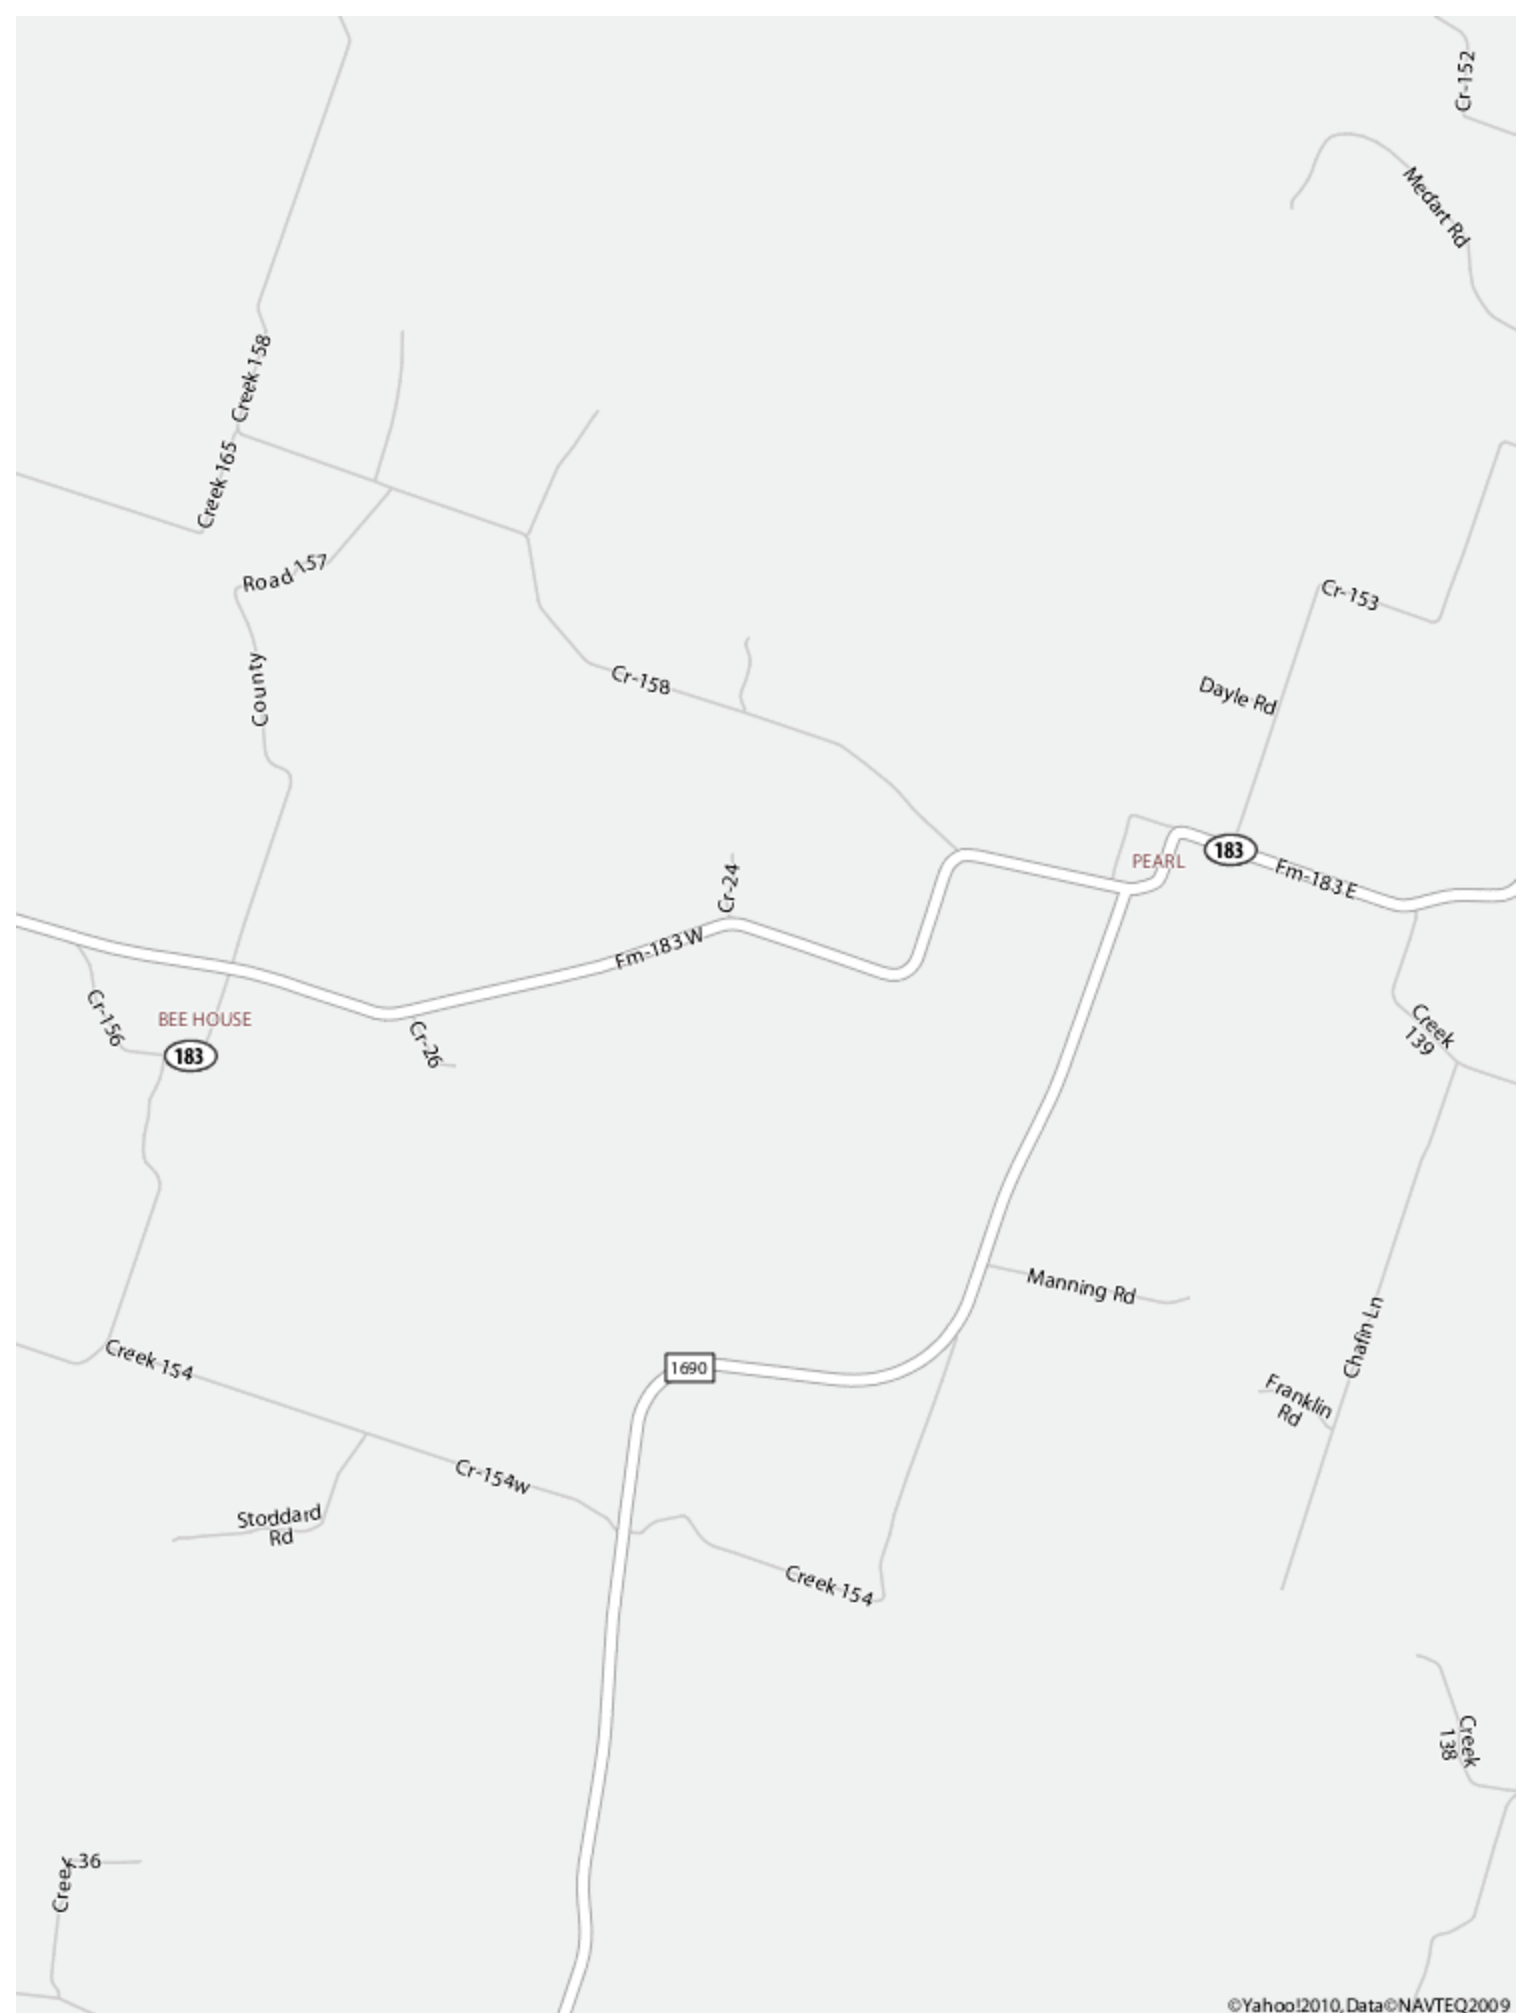 Cr-152
Medart Rd
Creek 158
Creek 165
Road 157
County
Cr-158
Cr-153
Dayle Rd
183
PEARL
Fm-183 E
Cr-24
Fm-183 W
Cr-156
BEE HOUSE
183
Cr-26
Creek
139
Manning Rd
Chafin Ln
Franklin
Rd
Creek 154
1690
Cr-154w
Stoddard
Rd
Creek 154
Creek
138
Creek 36
©Yahoo!2010, Data©NAVTEQ2009